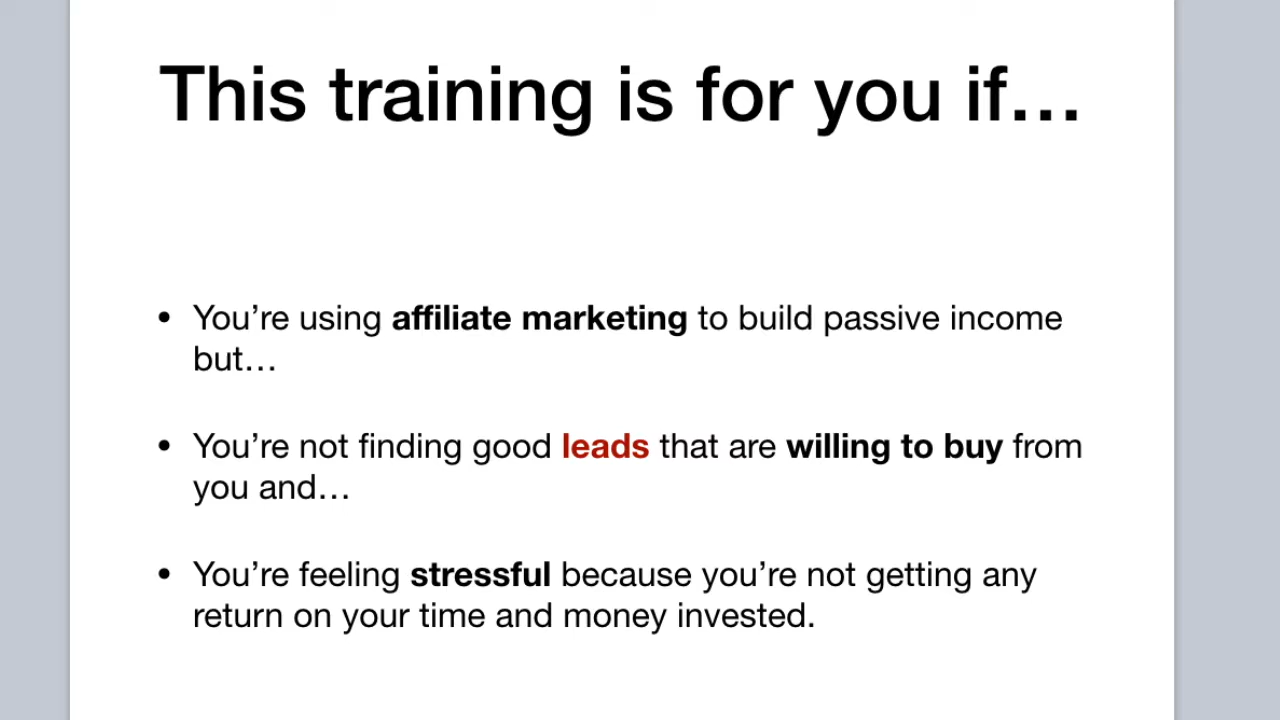 This training is for you if…
• You’re using affiliate marketing to build passive income
but…
• You’re not finding good leads that are willing to buy from
you and…
• You’re feeling stressful because you’re not getting any
return on your time and money invested.